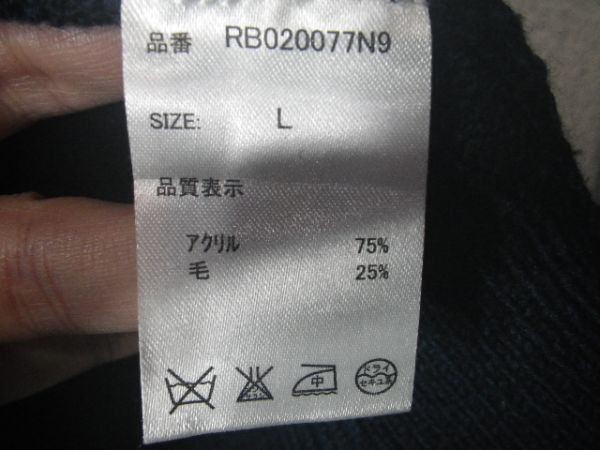 品番 RB020077N9
SIZE: L
品質表示
アクリル 75%
毛 25%
中 ドライ
セキユ系